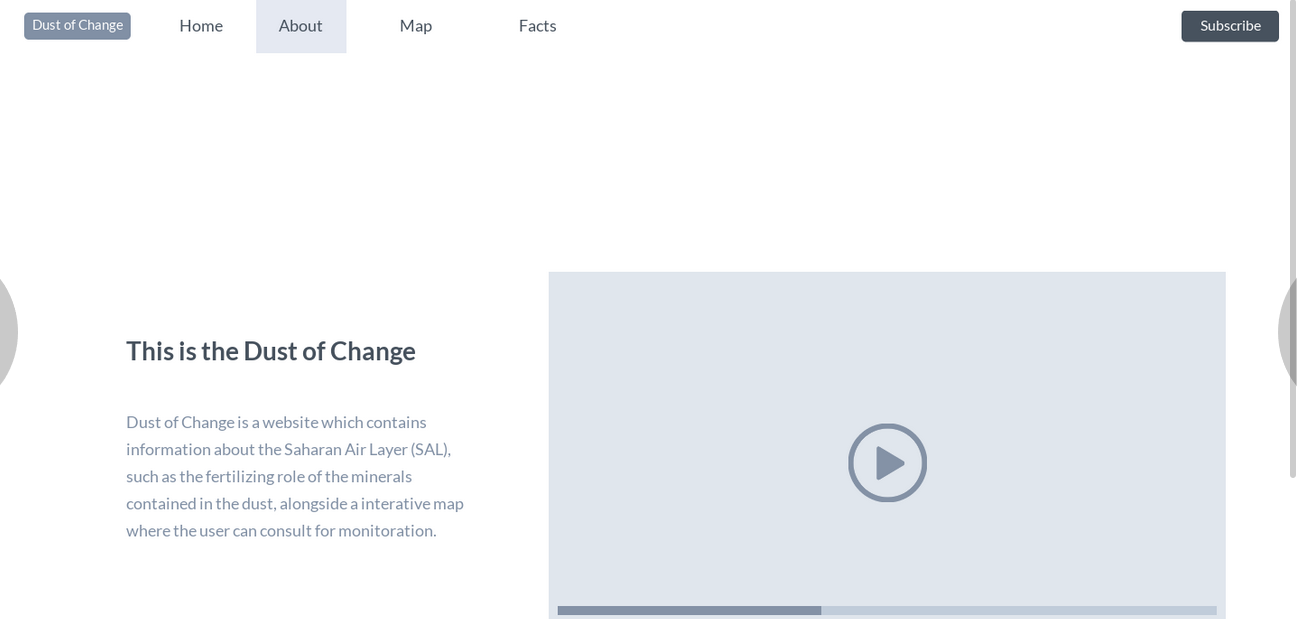 Dust of Change
Home
About
Map
Facts
Subscribe
This is the Dust of Change
Dust of Change is a website which contains
information about the Saharan Air Layer (SAL),
such as the fertilizing role of the minerals
contained in the dust, alongside a interative map
where the user can consult for monitoration.